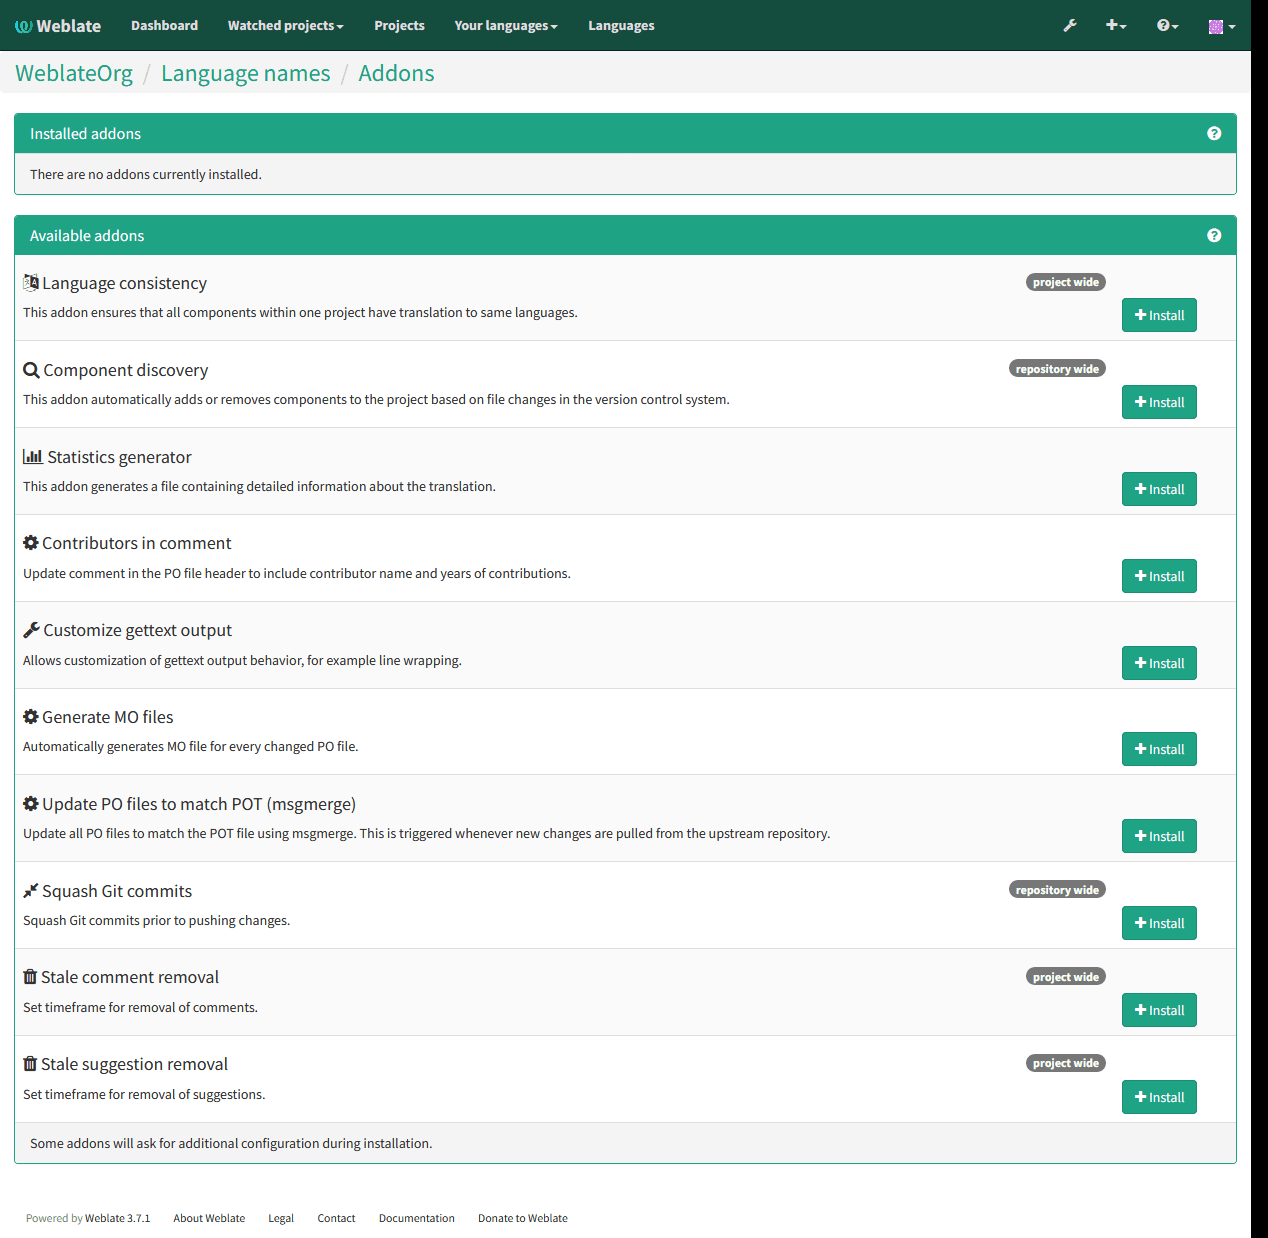 Weblate Dashboard Watched projects Projects Your languages Languages
WeblateOrg / Language names / Addons
Installed addons
There are no addons currently installed.
Available addons
Language consistency project wide
This addon ensures that all components within one project have translation to same languages.
Install
Component discovery repository wide
This addon automatically adds or removes components to the project based on file changes in the version control system.
Install
Statistics generator
This addon generates a file containing detailed information about the translation.
Install
Contributors in comment
Update comment in the PO file header to include contributor name and years of contributions.
Install
Customize gettext output
Allows customization of gettext output behavior, for example line wrapping.
Install
Generate MO files
Automatically generates MO file for every changed PO file.
Install
Update PO files to match POT (msgmerge)
Update all PO files to match the POT file using msgmerge. This is triggered whenever new changes are pulled from the upstream repository.
Install
Squash Git commits repository wide
Squash Git commits prior to pushing changes.
Install
Stale comment removal project wide
Set timeframe for removal of comments.
Install
Stale suggestion removal project wide
Set timeframe for removal of suggestions.
Install
Some addons will ask for additional configuration during installation.
Powered by Weblate 3.7.1 About Weblate Legal Contact Documentation Donate to Weblate